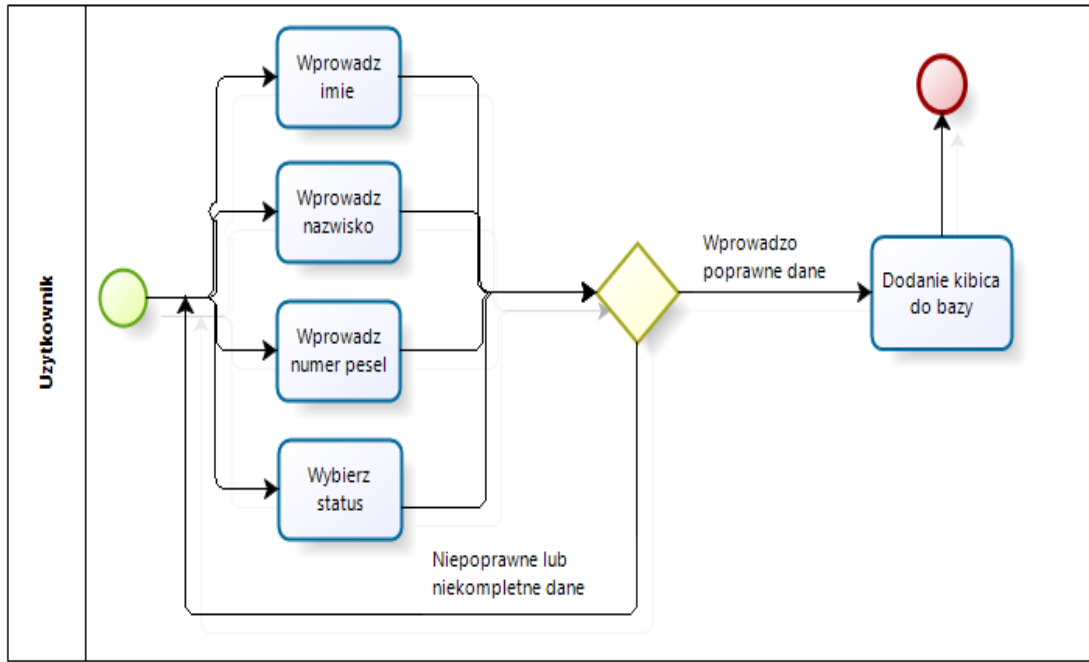 Uzytkownik
Wprowadz
imie
Wprowadz
nazwisko
Wprowadz
numer pesel
Wybierz
status
Wprowadzo
poprawne dane
Dodanie kibica
do bazy
Niepoprawne lub
niekompletne dane